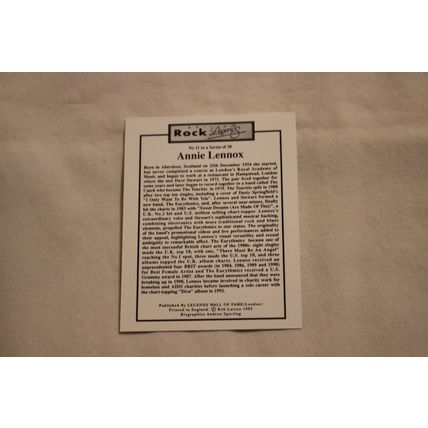 Rock Legends
No 11 in a Series of 20
Annie Lennox
Born in Aberdeen, Scotland on 25th December 1954 she started,
but never completed a course at London's Royal Academy of
Music and began to work at a restaurant in Hampstead, London
where she met Dave Stewart in 1971. The pair lived together for
some years and later began to record together in a band called The
Catch who became The Tourists in 1979. The Tourists split in 1980
after two top ten singles, including a cover of Dusty Springfield's
"I Only Want To Be With You". Lennox and Stewart formed a
new band, The Eurythmics, and, after several near-misses, finally
hit the charts in 1983 with "Sweet Dreams (Are Made Of This)", a
U.K. No.2 hit and U.S. million selling chart-topper. Lennox's
extraordinary voice and Stewart's sophisticated musical backing,
combining electronics with more traditional rock and blues
elements, propelled The Eurythmics to star status. The originality
of the band's promotional videos and live performances added to
their appeal, highlighting Lennox's visual versatility and sexual
ambiguity to remarkable effect. The Eurythmics became one of
the most successful British chart acts of the 1980s: eight singles
made the U.K. top 10, with one, "There Must Be An Angel"
reaching the No.1 spot, three made the U.S. top 10, and three
albums topped the U.K. album charts. Lennox received an
unprecedented four BRIT awards (in 1984, 1986, 1989 and 1990)
for Best Female Artist and The Eurythmics received a U.S.
Grammy award in 1987. After the band announced that they were
breaking up in 1990, Lennox became involved in charity work for
homeless and AIDS charities before launching a solo career with
the chart-topping "Diva" album in 1992.
Published By LEGENDS WALL OF FAME(London)
Printed in England. © Rob Larson 1995
Biographies Andrew Sperling